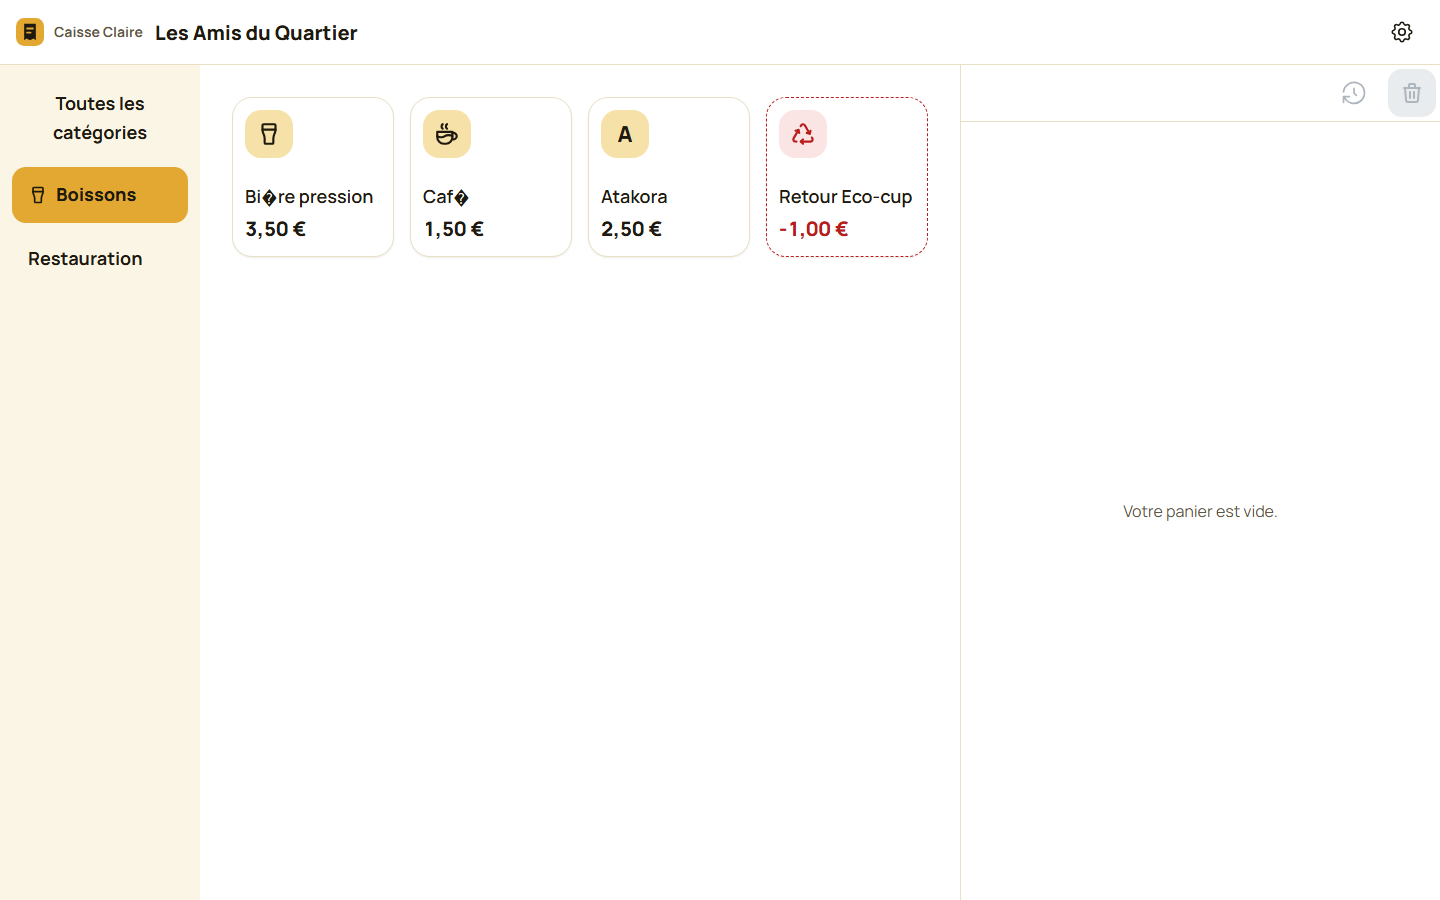 Caisse Claire Les Amis du Quartier
Toutes les
catégories
Boissons
Restauration
Bi�re pression
3,50 €
Caf�
1,50 €
A
Atakora
2,50 €
Retour Eco-cup
-1,00 €
Votre panier est vide.